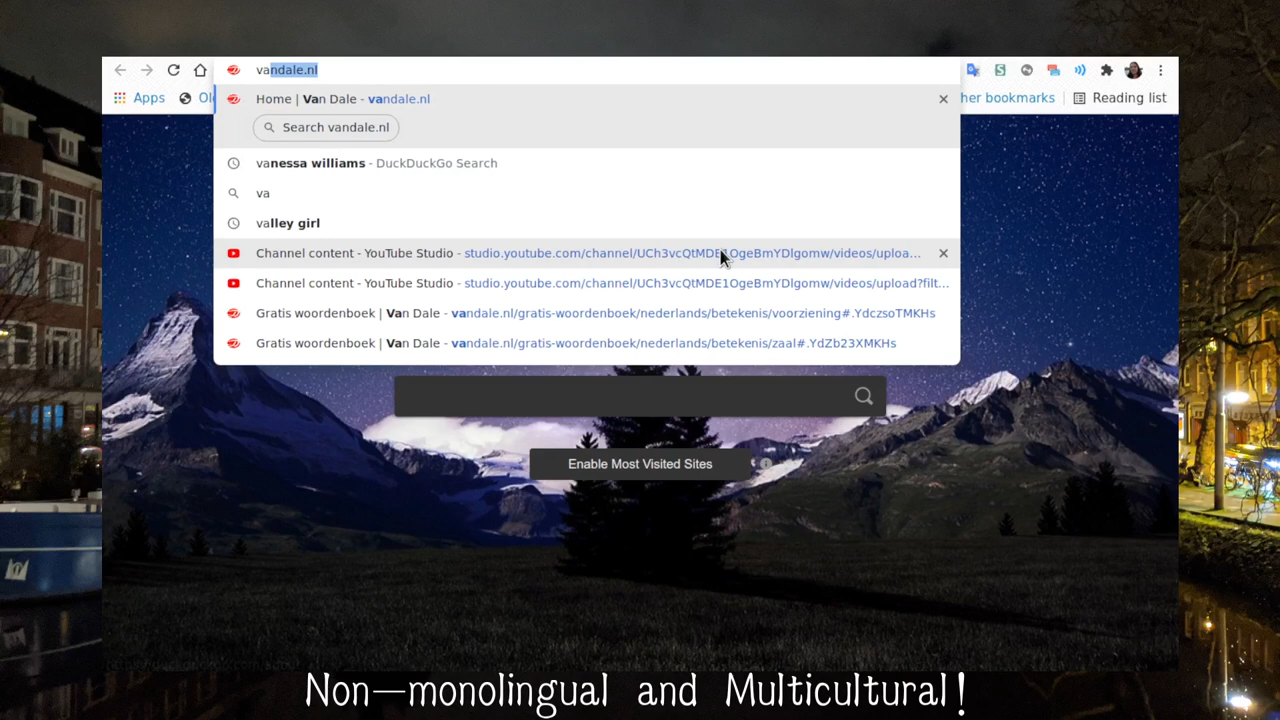 vandale.nl
Apps
Ol
Home | Van Dale - vandale.nl
her bookmarks
Reading list
Search vandale.nl
vanessa williams - DuckDuckGo Search
va
valley girl
Channel content - YouTube Studio - studio.youtube.com/channel/UCh3vcQtMDE1OgeBmYDlgomw/videos/uploa...
Channel content - YouTube Studio - studio.youtube.com/channel/UCh3vcQtMDE1OgeBmYDlgomw/videos/upload?filt...
Gratis woordenboek | Van Dale - vandale.nl/gratis-woordenboek/nederlands/betekenis/voorziening#.YdczsoTMKHs
Gratis woordenboek | Van Dale - vandale.nl/gratis-woordenboek/nederlands/betekenis/zaal#.YdZb23XMKHs
Enable Most Visited Sites
Non-monolingual and Multicultural!